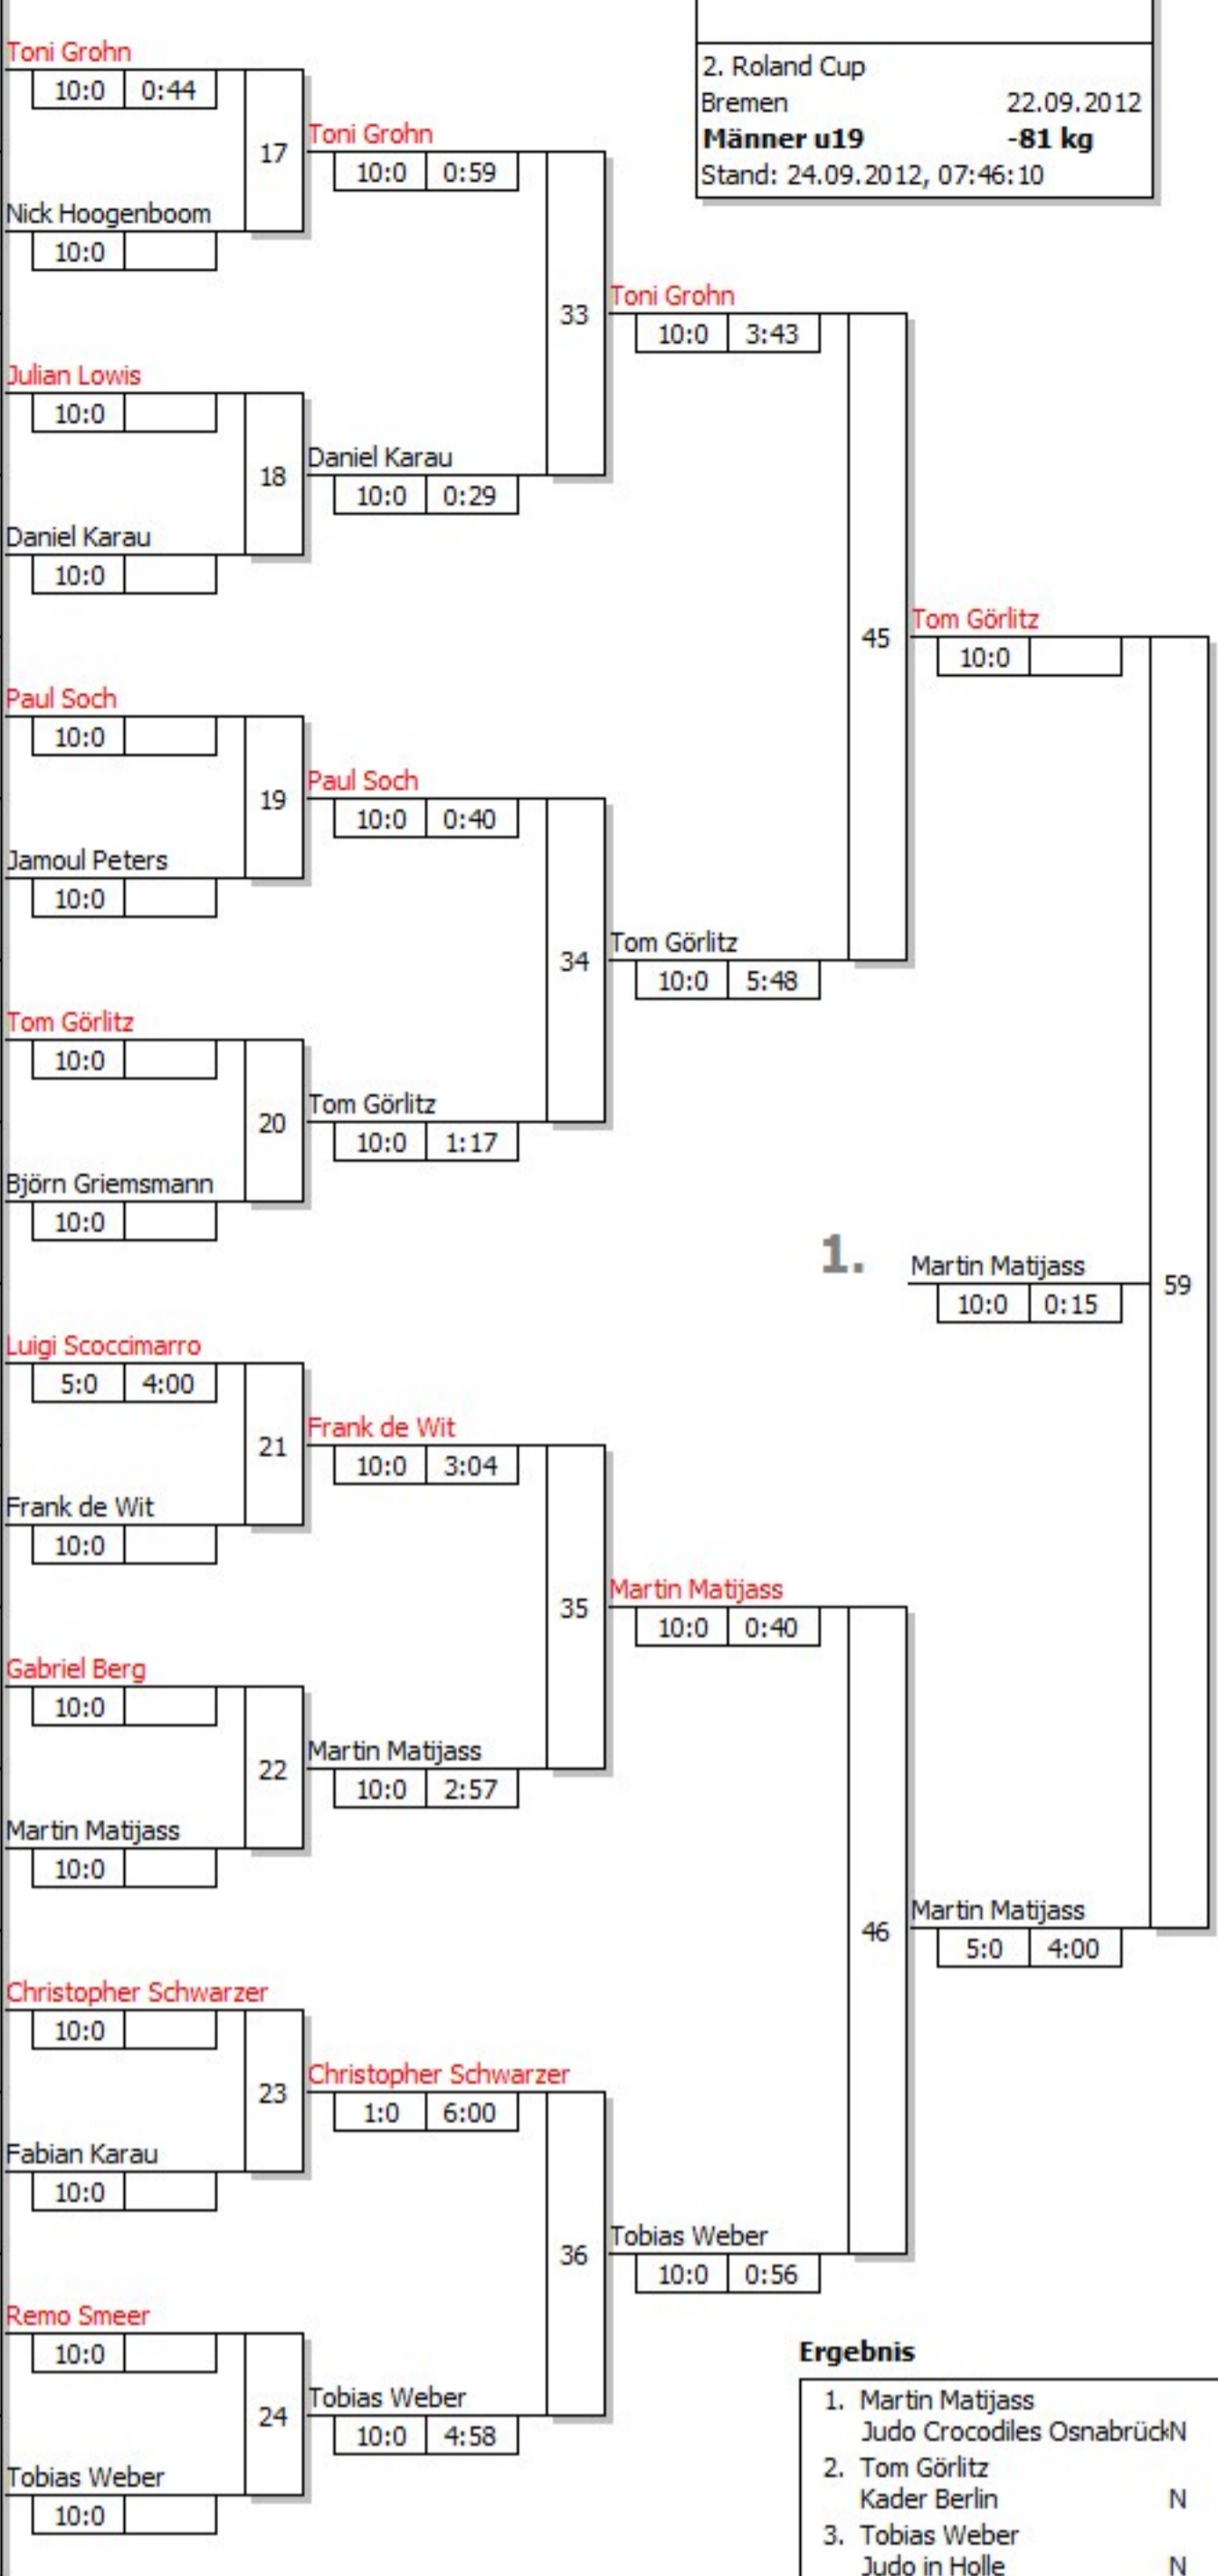 2. Roland Cup
Bremen 22.09.2012
Männer u19 -81 kg
Stand: 24.09.2012, 07:46:10
Toni Grohn
10:0 0:44
17
Nick Hoogenboom
10:0
Julian Lowis
10:0
18
Daniel Karau
10:0
Paul Soch
10:0
19
Jamoul Peters
10:0
Tom Görlitz
10:0
20
Björn Griemsmann
10:0
Luigi Scoccimarro
5:0 4:00
21
Frank de Wit
10:0
Gabriel Berg
10:0
22
Martin Matijass
10:0
Christopher Schwarzer
10:0
23
Fabian Karau
10:0
Remo Smeer
10:0
24
Tobias Weber
10:0
Toni Grohn
10:0 0:59
33
Daniel Karau
10:0 0:29
Paul Soch
10:0 0:40
34
Tom Görlitz
10:0 1:17
Frank de Wit
10:0 3:04
35
Martin Matijass
10:0 2:57
Christopher Schwarzer
1:0 6:00
36
Tobias Weber
10:0 4:58
Toni Grohn
10:0 3:43
45
Tom Görlitz
10:0 5:48
Martin Matijass
10:0 0:40
46
Tobias Weber
10:0 0:56
Tom Görlitz
10:0
1. Martin Matijass
10:0 0:15
59
Martin Matijass
5:0 4:00
Ergebnis
1. Martin Matijass
Judo Crocodiles Osnabrück N
2. Tom Görlitz
Kader Berlin N
3. Tobias Weber
Judo in Holle N